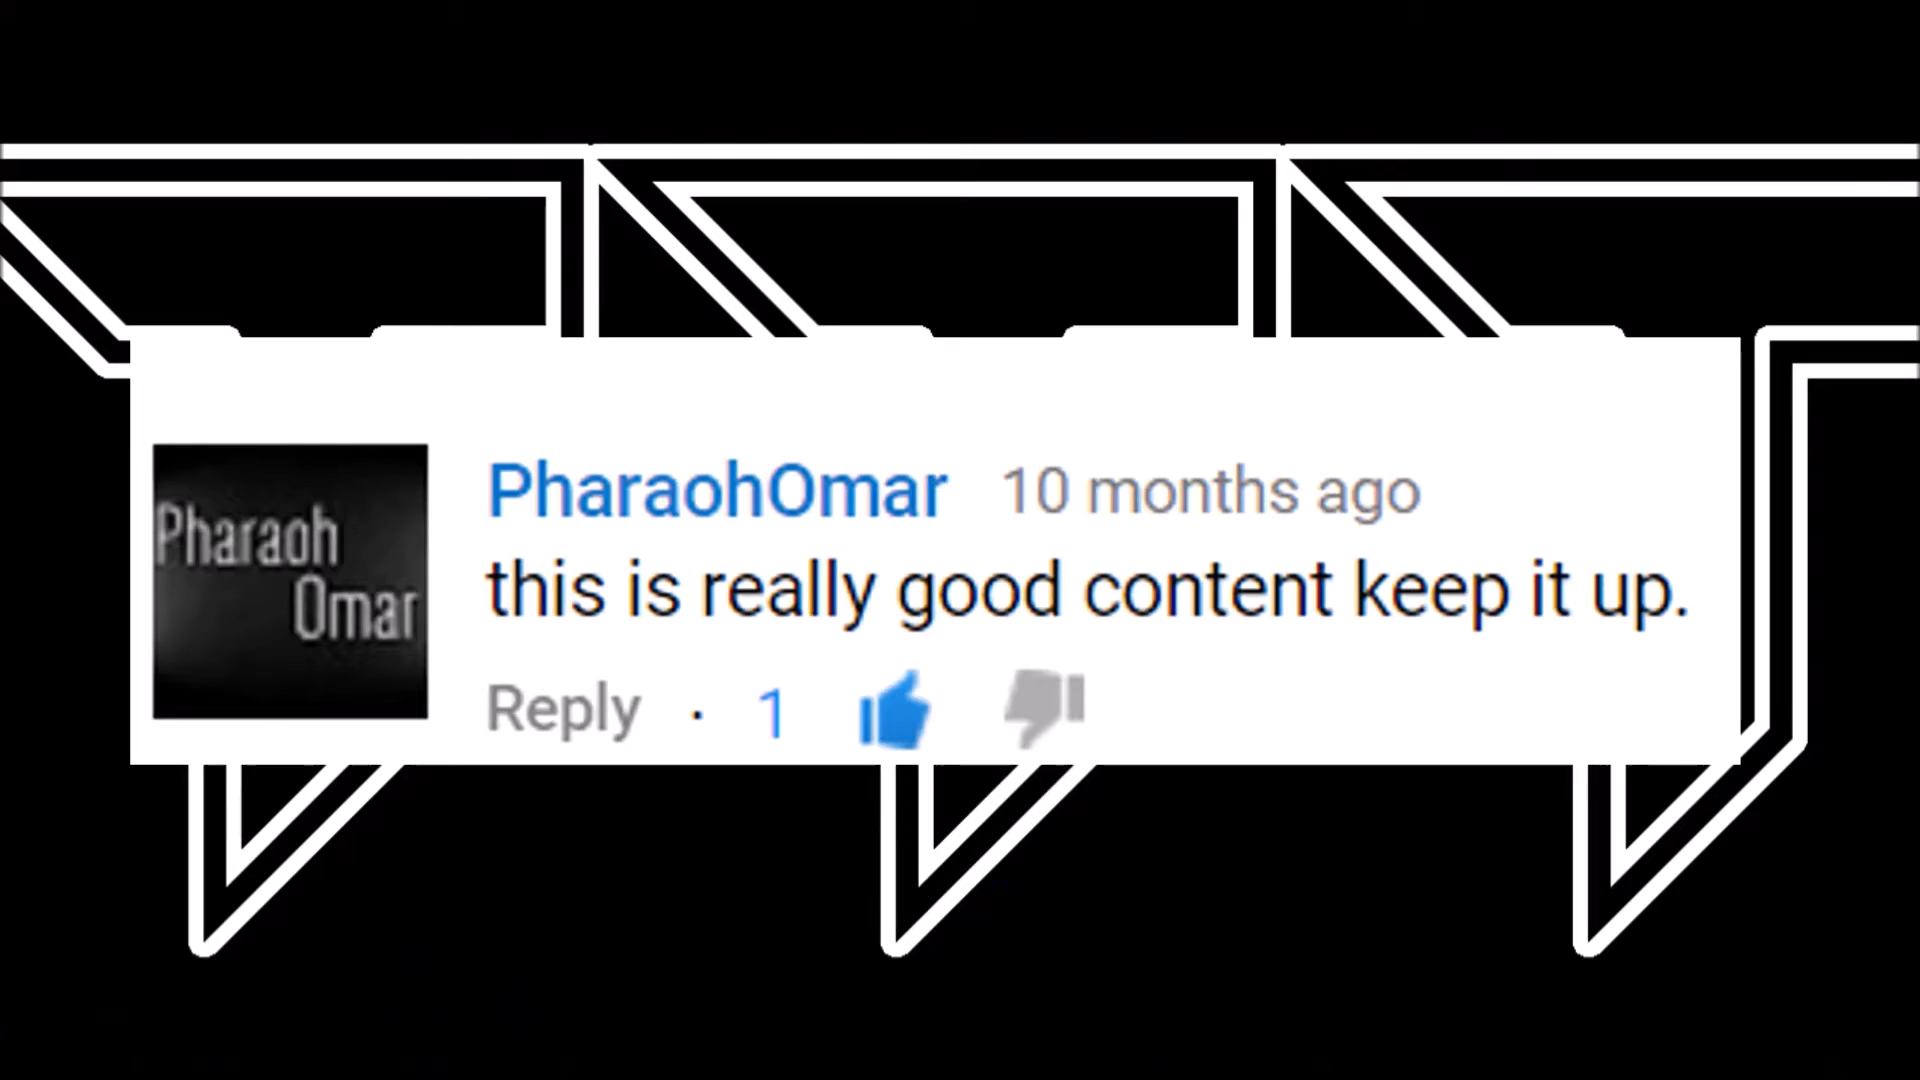 Pharaoh
Omar
PharaohOmar 10 months ago
this is really good content keep it up.
Reply · 1